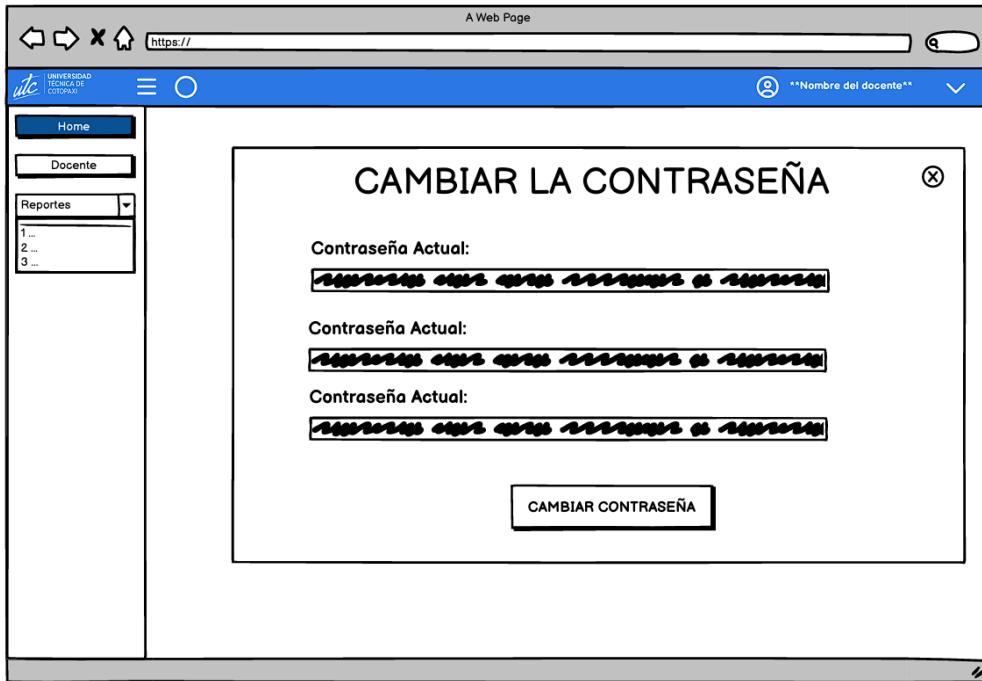 A Web Page
https://
utc UNIVERSIDAD
TÉCNICA DE
COTOPAXI
**Nombre del docente**
Home
Docente
Reportes
1 ...
2 ...
3 ...
CAMBIAR LA CONTRASEÑA
Contraseña Actual:
Contraseña Actual:
Contraseña Actual:
CAMBIAR CONTRASEÑA